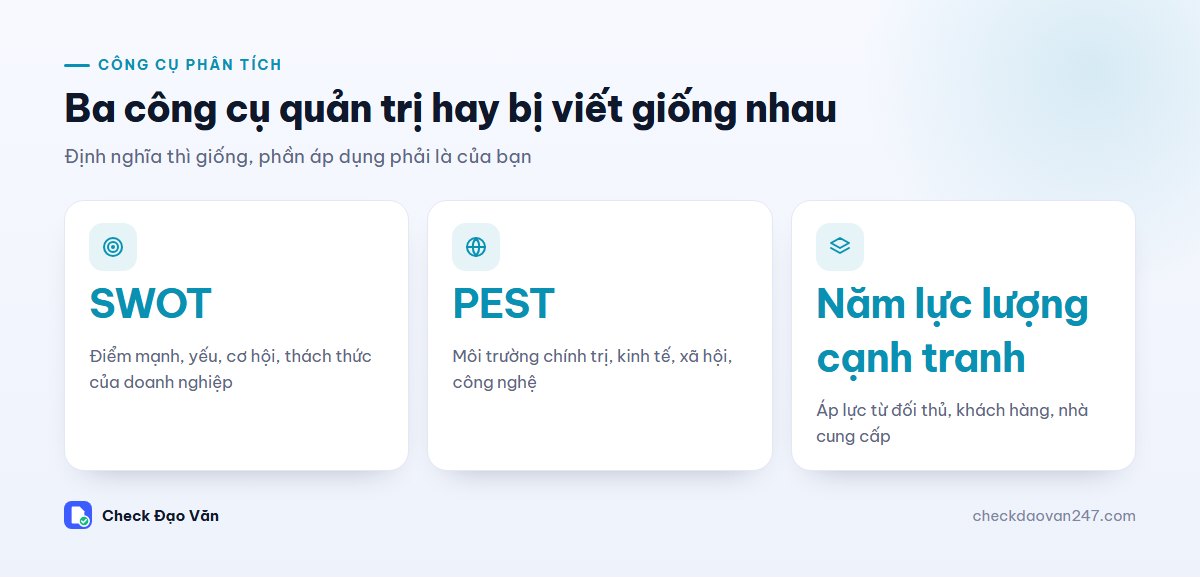 CÔNG CỤ PHÂN TÍCH
Ba công cụ quản trị hay bị viết giống nhau
Định nghĩa thì giống, phần áp dụng phải là của bạn
SWOT
Điểm mạnh, yếu, cơ hội, thách thức
của doanh nghiệp
PEST
Môi trường chính trị, kinh tế, xã hội,
công nghệ
Năm lực lượng
cạnh tranh
Áp lực từ đối thủ, khách hàng, nhà
cung cấp
Check Đạo Văn
checkdaovan247.com